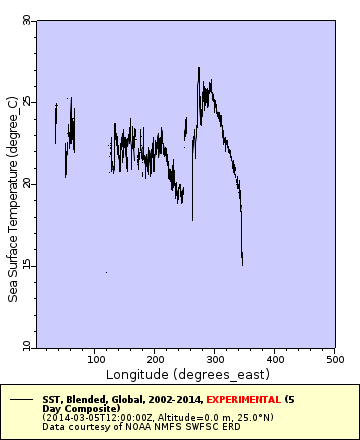 30
25
20
15
10
Sea Surface Temperature (degree_C)
100 200 300 400 500
Longitude (degrees_east)
SST, Blended, Global, 2002-2014, EXPERIMENTAL (5
Day Composite)
(2014-03-05T12:00:00Z, Altitude=0.0 m, 25.0°N)
Data courtesy of NOAA NMFS SWFSC ERD